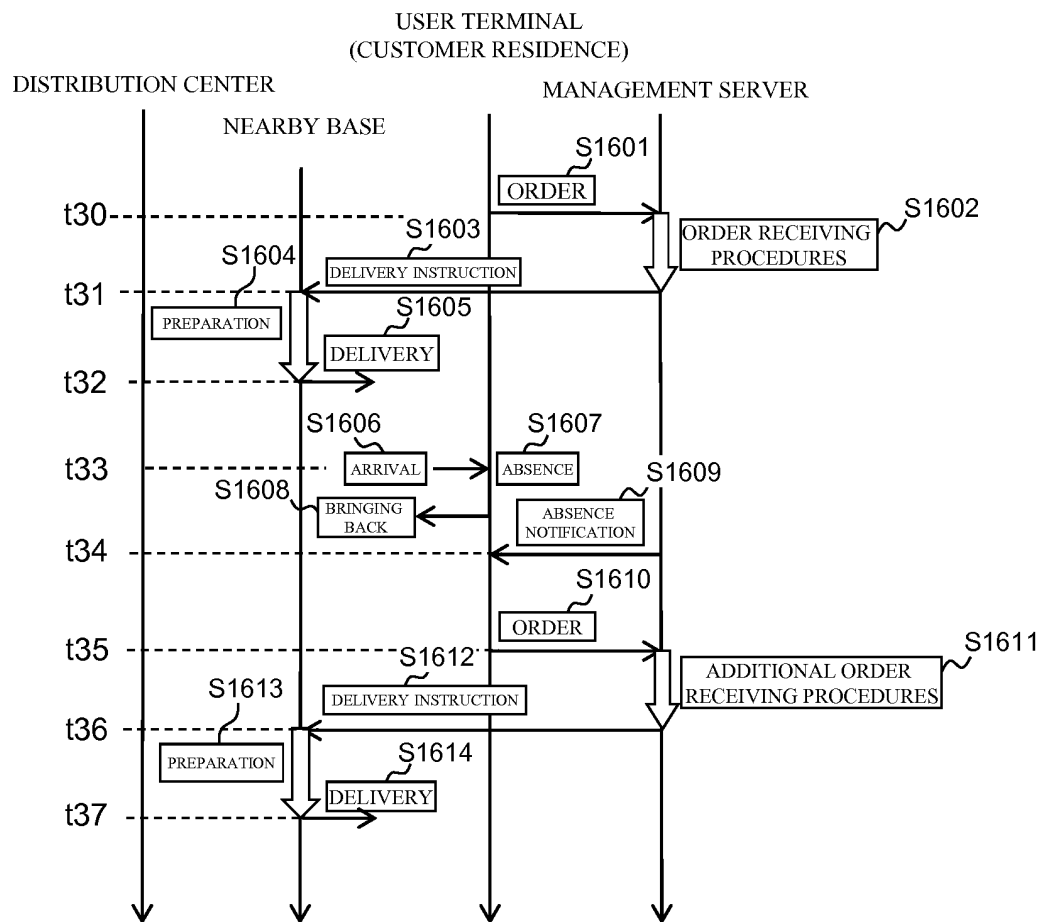 USER TERMINAL
(CUSTOMER RESIDENCE)
DISTRIBUTION CENTER
MANAGEMENT SERVER
NEARBY BASE
S1601
ORDER
t30
S1602
ORDER RECEIVING
PROCEDURES
S1603
DELIVERY INSTRUCTION
S1604
t31
PREPARATION
S1605
DELIVERY
t32
S1606
S1607
t33
ARRIVAL
ABSENCE
S1609
S1608
BRINGING
BACK
ABSENCE
NOTIFICATION
t34
S1610
ORDER
t35
S1611
ADDITIONAL ORDER
RECEIVING PROCEDURES
S1612
DELIVERY INSTRUCTION
S1613
t36
PREPARATION
S1614
DELIVERY
t37